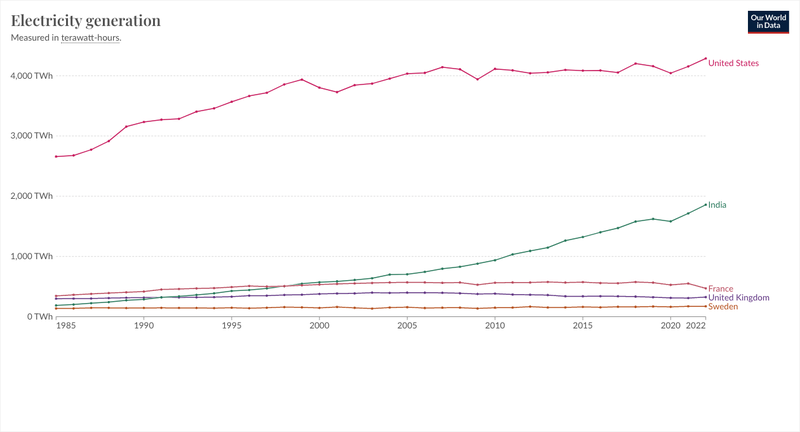 Electricity generation
Our World
in Data
Measured in terawatt-hours.
4,000 TWh
United States
3,000 TWh
2,000 TWh
India
1,000 TWh
France
United Kingdom
Sweden
0 TWh
1985 1990 1995 2000 2005 2010 2015 2020 2022